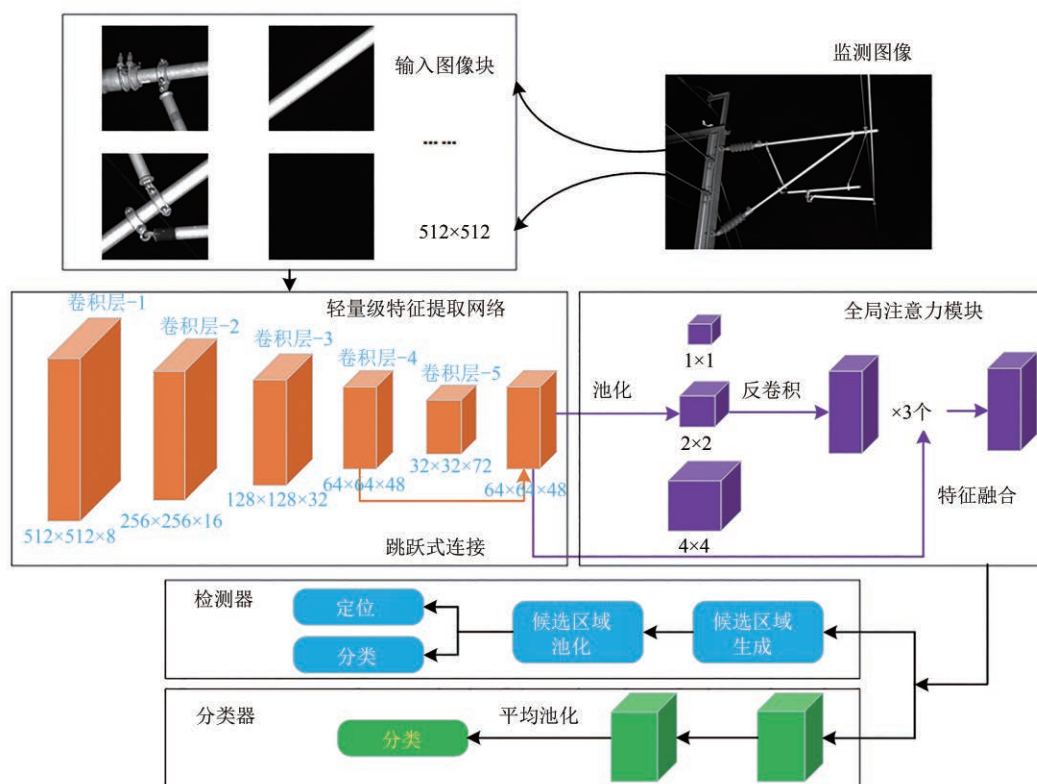 监测图像
输入图像块
……
512×512
轻量级特征提取网络
卷积层-1
卷积层-2
卷积层-3
卷积层-4
卷积层-5
512×512×8
256×256×16
128×128×32
64×64×48
32×32×72
64×64×48
跳跃式连接
全局注意力模块
1×1
池化
2×2
反卷积
×3个
4×4
特征融合
检测器
定位
分类
候选区域
池化
候选区域
生成
分类器
平均池化
分类